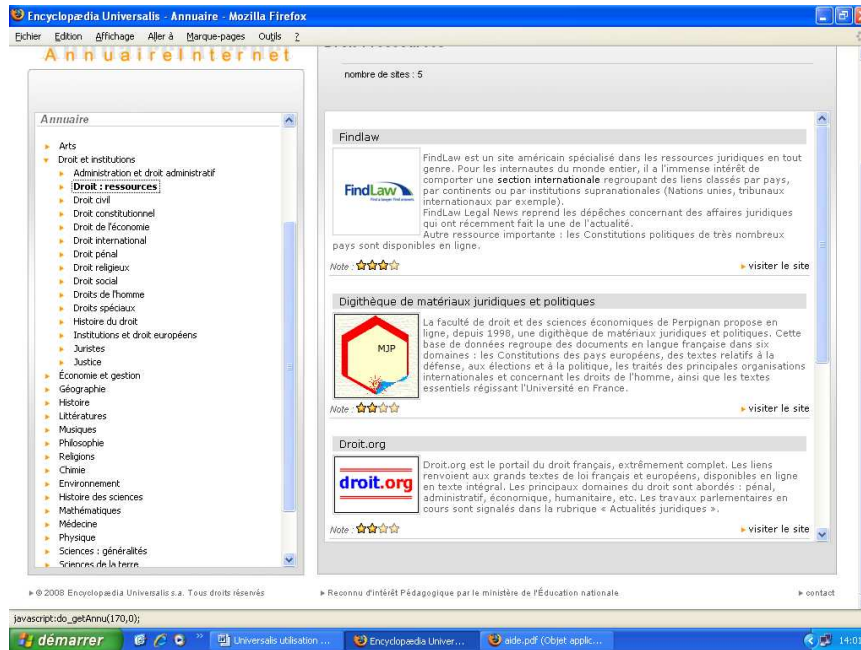 Encyclopædia Universalis - Annuaire - Mozilla Firefox
Fichier Edition Affichage Aller à Marque-pages Outils ?
AnnuaireInternet
nombre de sites : 5
Annuaire
Arts
Droit et institutions
Administration et droit administratif
Droit : ressources
Droit civil
Droit constitutionnel
Droit de l'économie
Droit international
Droit pénal
Droit religieux
Droit social
Droits de l'homme
Droits spéciaux
Histoire du droit
Institutions et droit européens
Juristes
Justice
Économie et gestion
Géographie
Histoire
Littératures
Musiques
Philosophie
Religions
Chimie
Environnement
Histoire des sciences
Mathématiques
Médecine
Physique
Sciences : généralités
Sciences de la terre
Findlaw
FindLaw
FindLaw est un site américain spécialisé dans les ressources juridiques en tout
genre. Pour les internautes du monde entier, il a l'immense intérêt de
comporter une section internationale regroupant des liens classés par pays,
par continents ou par institutions supranationales (Nations unies, tribunaux
internationaux par exemple).
FindLaw Legal News reprend les dépêches concernant des affaires juridiques
qui ont récemment fait la une de l'actualité.
Autre ressource importante : les Constitutions politiques de très nombreux
pays sont disponibles en ligne.
Note : visiter le site
Digithèque de matériaux juridiques et politiques
MJP
La faculté de droit et des sciences économiques de Perpignan propose en
ligne, depuis 1998, une digithèque de matériaux juridiques et politiques. Cette
base de données regroupe des documents en langue française dans six
domaines : les Constitutions des pays européens, des textes relatifs à la
défense, aux élections et à la politique, les traités des principales organisations
internationales et concernant les droits de l'homme, ainsi que les textes
essentiels régissant l'Université en France.
Note : visiter le site
Droit.org
droit.org
Droit.org est le portail du droit français, extrêmement complet. Les liens
renvoient aux grands textes de loi français et européens, disponibles en ligne
en texte intégral. Les principaux domaines du droit sont abordés : pénal,
administratif, économique, humanitaire, etc. Les travaux parlementaires en
cours sont signalés dans la rubrique « Actualités juridiques ».
Note : visiter le site
© 2008 Encyclopædia Universalis s.a. Tous droits réservés
Reconnu d'intérêt Pédagogique par le ministère de l'Éducation nationale
contact
javascript:do_getAnnu(170,0);
démarrer
Universalis utilisation ...
Encyclopædia Univer...
aide.pdf (Objet applic...
14:01